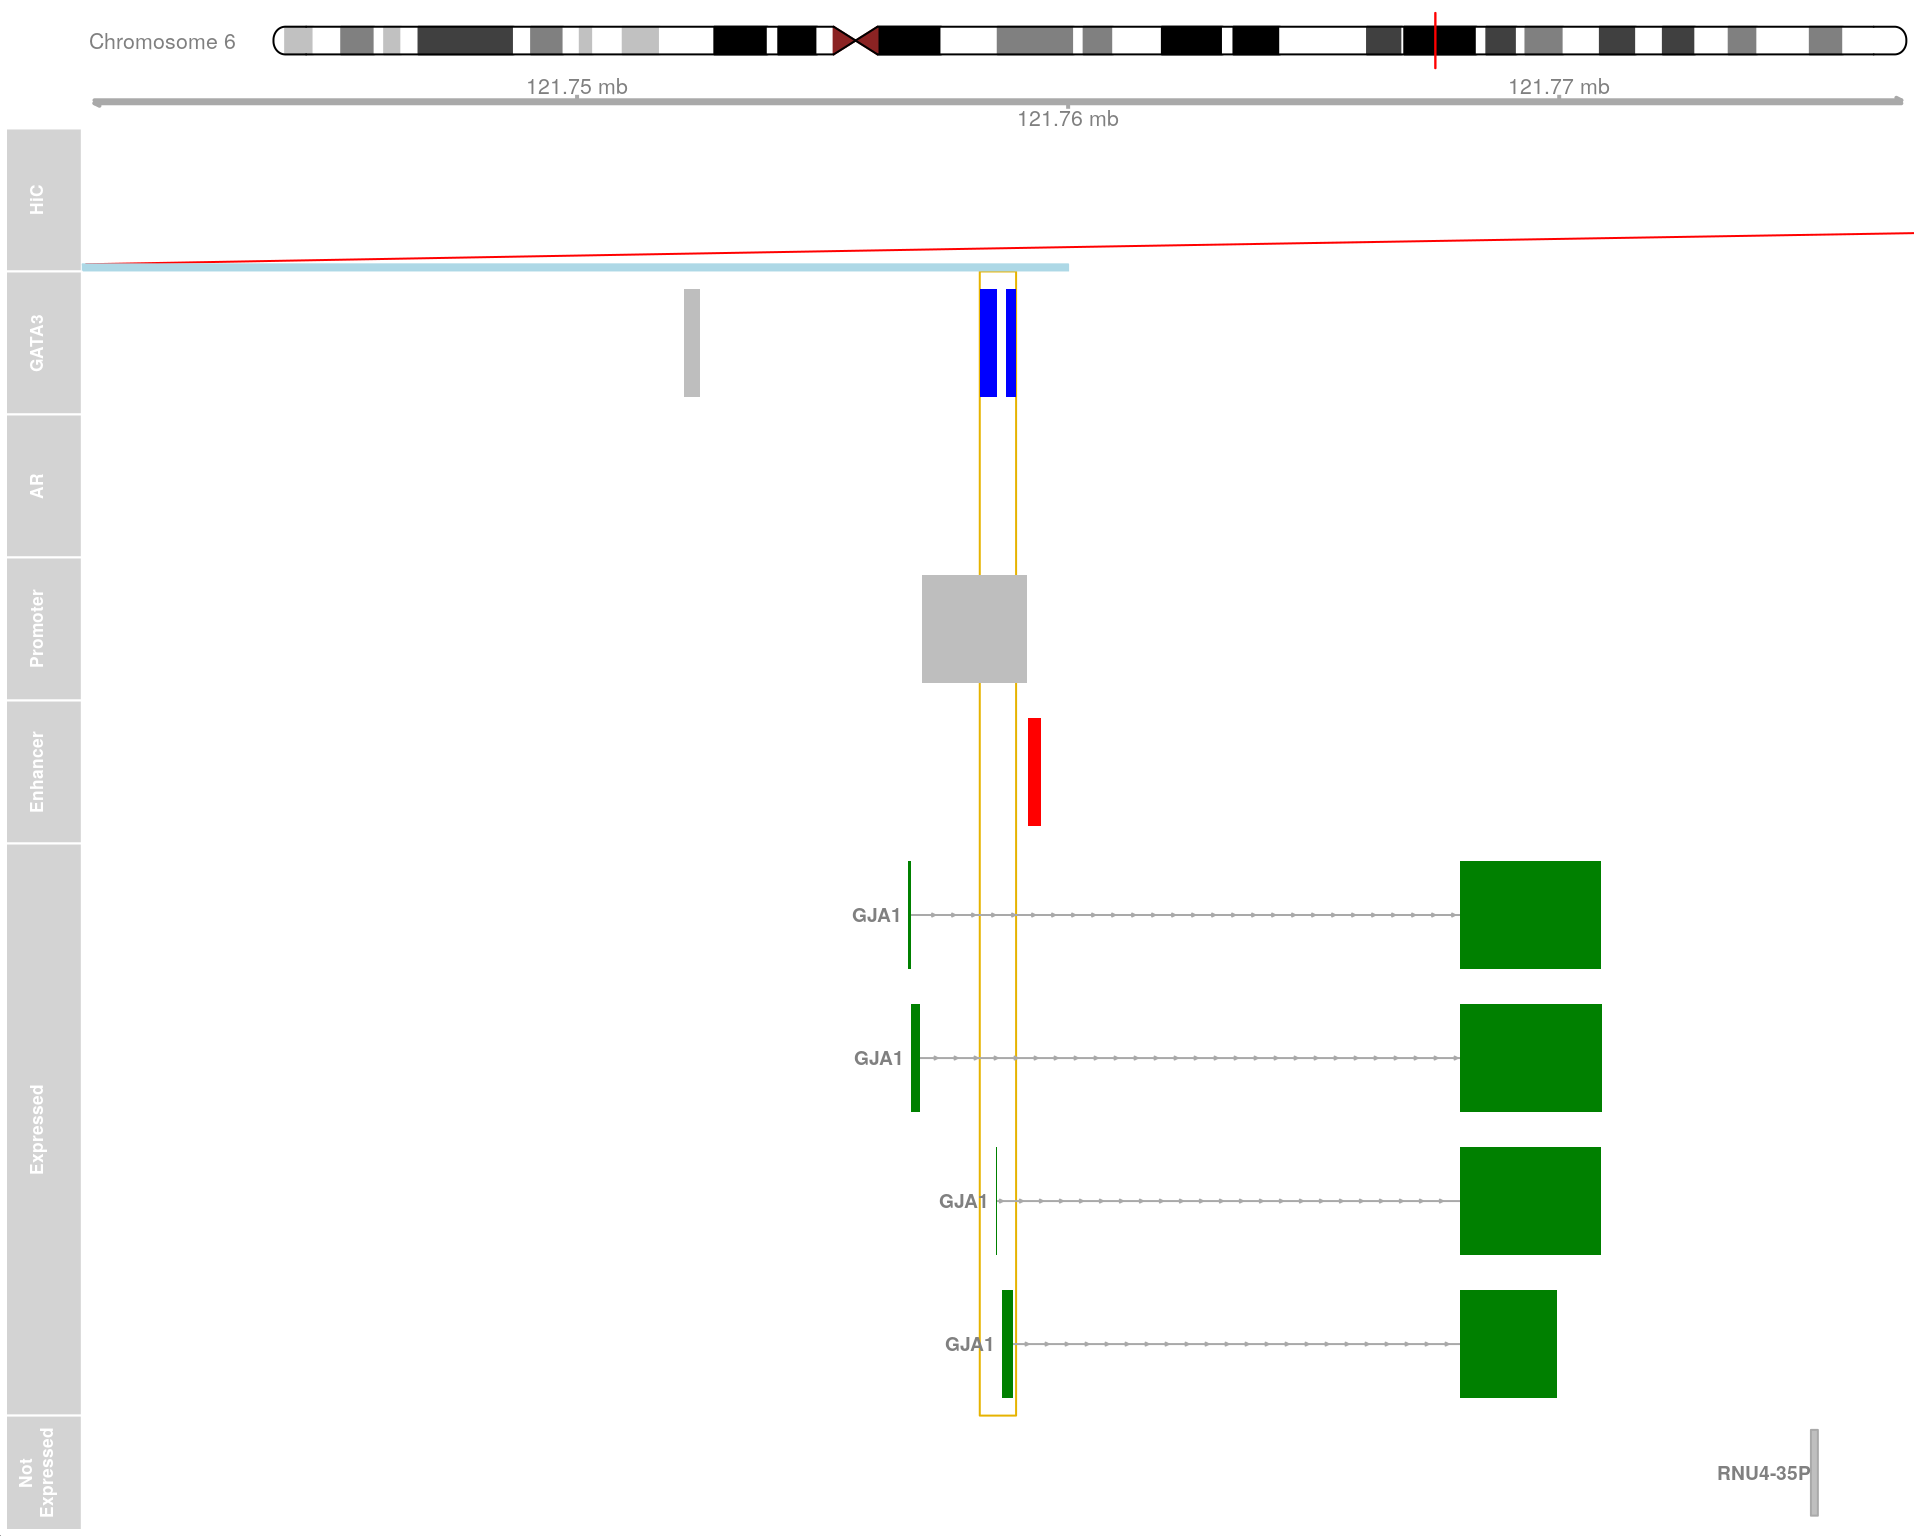 Chromosome 6
121.75 mb
121.77 mb
121.76 mb
HiC
GATA3
AR
Promoter
Enhancer
Expressed
GJA1
GJA1
GJA1
GJA1
Not
Expressed
RNU4-35P